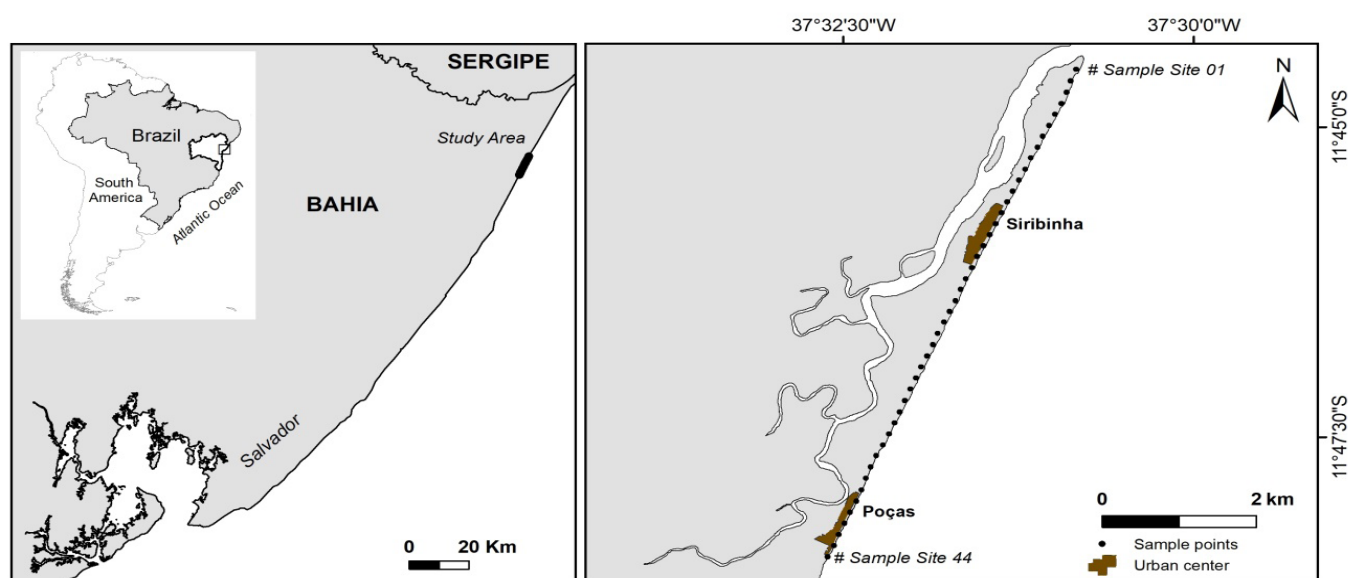 SERGIPE
Study Area
Brazil
South
America
Atlantic Ocean
BAHIA
Salvador
0 20 Km
37°32'30"W
37°30'0"W
# Sample Site 01
N
11°45'0"S
Siribinha
11°47'30"S
Poças
# Sample Site 44
0 2 km
Sample points
Urban center